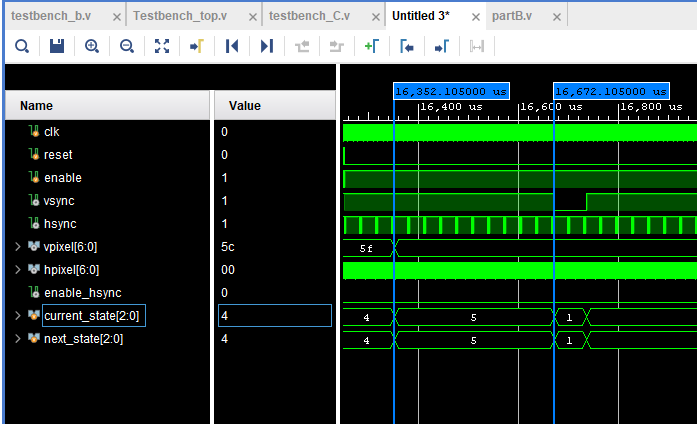 testbench_b.v Testbench_top.v testbench_C.v Untitled 3* partB.v
16,352.105000 us 16,672.105000 us
16,400 us 16,600 us 16,800 us
Name Value
clk 0
reset 0
enable 1
vsync 1
hsync 1
vpixel[6:0] 5c 5f
hpixel[6:0] 00
enable_hsync 0
current_state[2:0] 4 4 5 1
next_state[2:0] 4 4 5 1